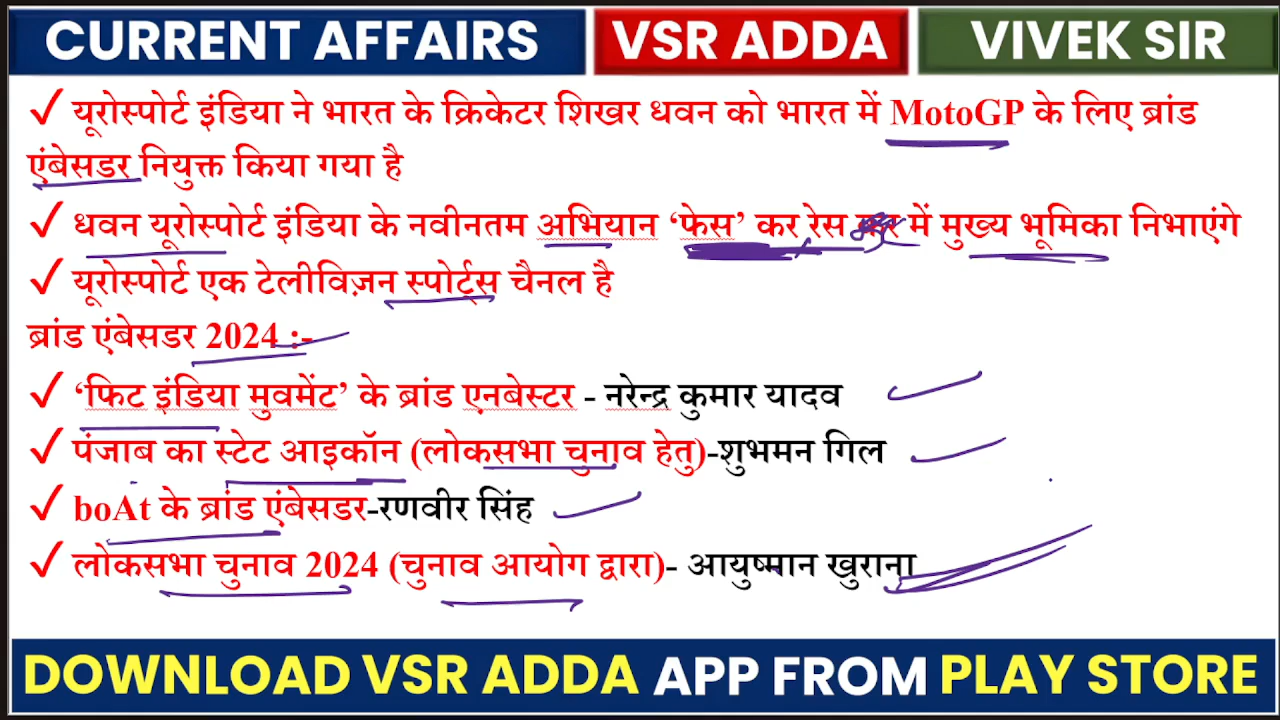 CURRENT AFFAIRS VSR ADDA VIVEK SIR
✓ यूरोस्पोर्ट इंडिया ने भारत के क्रिकेटर शिखर धवन को भारत में MotoGP के लिए ब्रांड
एंबेसडर नियुक्त किया गया है
✓ धवन यूरोस्पोर्ट इंडिया के नवीनतम अभियान ‘फेस’ कर रेस में मुख्य भूमिका निभाएंगे
✓ यूरोस्पोर्ट एक टेलीविज़न स्पोर्ट्स चैनल है
ब्रांड एंबेसडर 2024 :-
✓ ‘फिट इंडिया मुवमेंट’ के ब्रांड एनबेस्टर - नरेन्द्र कुमार यादव
✓ पंजाब का स्टेट आइकॉन (लोकसभा चुनाव हेतु)-शुभमन गिल
✓ boAt के ब्रांड एंबेसडर-रणवीर सिंह
✓ लोकसभा चुनाव 2024 (चुनाव आयोग द्वारा)- आयुष्मान खुराना
DOWNLOAD VSR ADDA APP FROM PLAY STORE